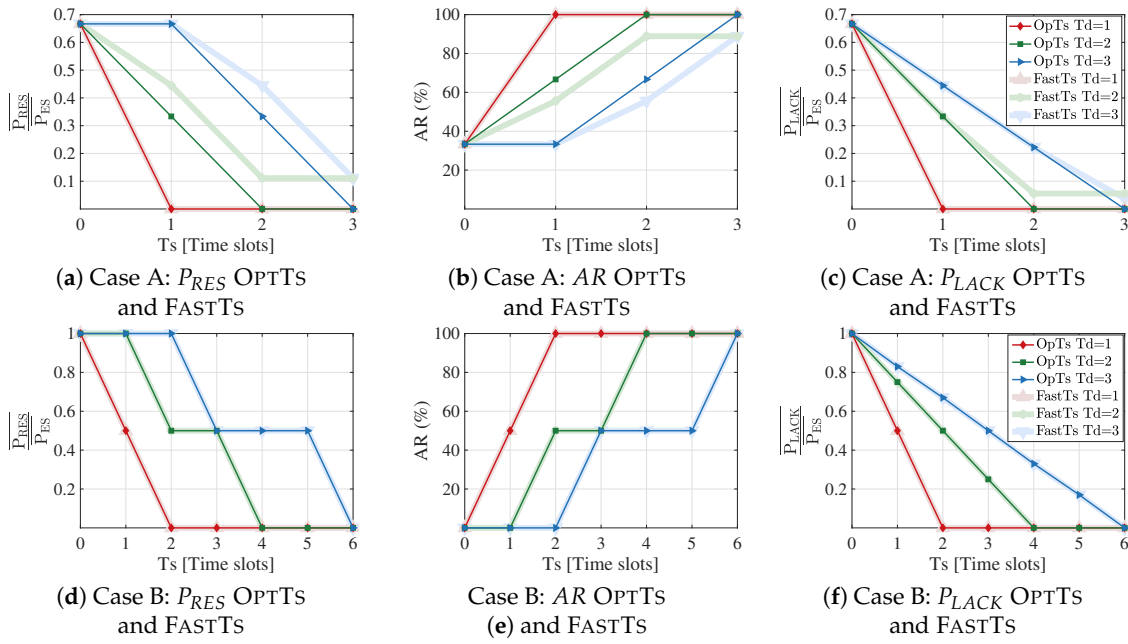 0.7
0.6
0.5
0.4
0.3
0.2
0.1
P_RES
P_ES
0 1 2 3
Ts [Time slots]
(a) Case A: P_RES OPTTS
and FASTTS
100
80
60
40
20
AR (%)
0 1 2 3
Ts [Time slots]
(b) Case A: AR OPTTS
and FASTTS
0.7
0.6
0.5
0.4
0.3
0.2
0.1
P_LACK
P_ES
OpTs Td=1
OpTs Td=2
OpTs Td=3
FastTs Td=1
FastTs Td=2
FastTs Td=3
0 1 2 3
Ts [Time slots]
(c) Case A: P_LACK OPTTS
and FASTTS
1
0.8
0.6
0.4
0.2
P_RES
P_ES
0 1 2 3 4 5 6
Ts [Time slots]
(d) Case B: P_RES OPTTS
and FASTTS
100
80
60
40
20
AR (%)
0 1 2 3 4 5 6
Ts [Time slots]
Case B: AR OPTTS
(e) and FASTTS
1
0.8
0.6
0.4
0.2
P_LACK
P_ES
OpTs Td=1
OpTs Td=2
OpTs Td=3
FastTs Td=1
FastTs Td=2
FastTs Td=3
0 1 2 3 4 5 6
Ts [Time slots]
(f) Case B: P_LACK OPTTS
and FASTTS